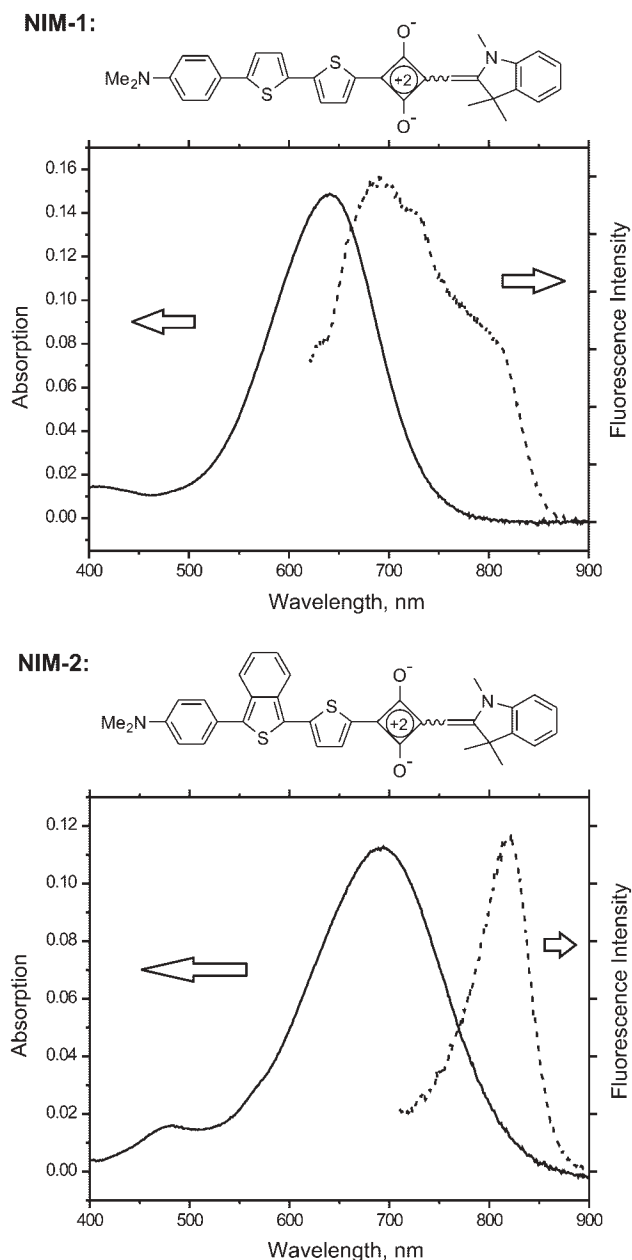 NIM-1:
Me2N
S
S
O-
+2
O-
N
0.16
0.14
0.12
0.10
0.08
0.06
0.04
0.02
0.00
Absorption
Fluorescence Intensity
400 500 600 700 800 900
Wavelength, nm
NIM-2:
Me2N
S
S
O-
+2
O-
N
0.12
0.10
0.08
0.06
0.04
0.02
0.00
Absorption
Fluorescence Intensity
400 500 600 700 800 900
Wavelength, nm